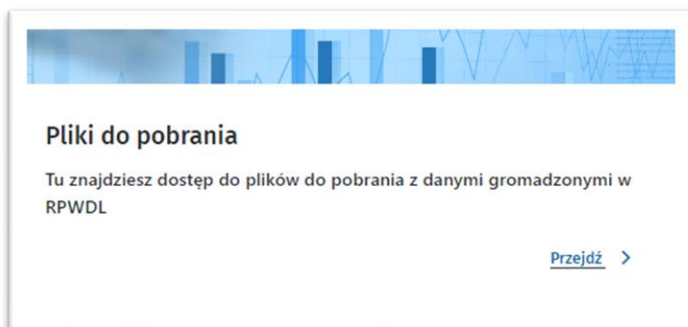 Pliki do pobrania
Tu znajdziesz dostęp do plików do pobrania z danymi gromadzonymi w
RPWDL
Przejdź